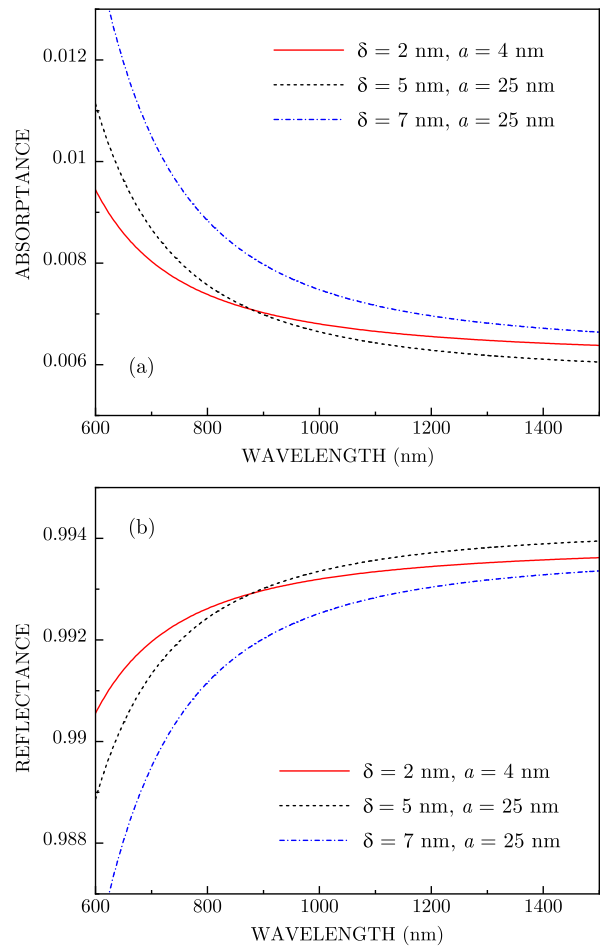 0.012
0.01
0.008
0.006
ABSORPTANCE
δ = 2 nm, a = 4 nm
δ = 5 nm, a = 25 nm
δ = 7 nm, a = 25 nm
(a)
600 800 1000 1200 1400
WAVELENGTH (nm)
(b)
0.994
0.992
0.99
0.988
REFLECTANCE
δ = 2 nm, a = 4 nm
δ = 5 nm, a = 25 nm
δ = 7 nm, a = 25 nm
600 800 1000 1200 1400
WAVELENGTH (nm)